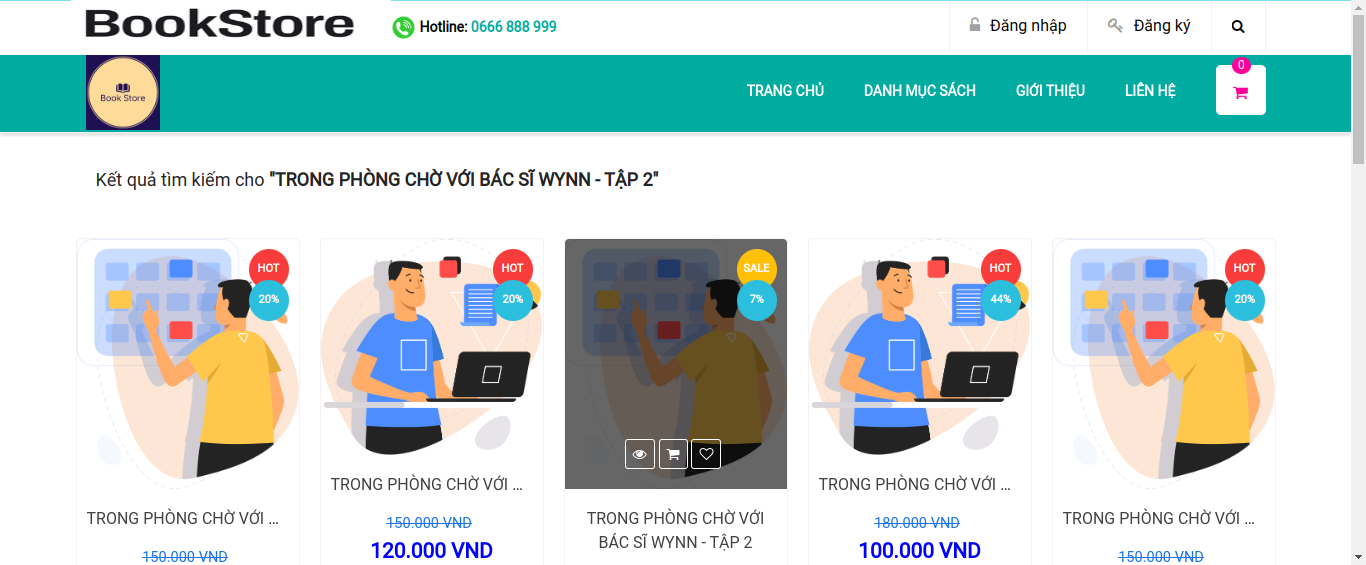 BookStore
Hotline: 0666 888 999
Đăng nhập
Đăng ký
Book Store
TRANG CHỦ
DANH MỤC SÁCH
GIỚI THIỆU
LIÊN HỆ
0
Kết quả tìm kiếm cho "TRONG PHÒNG CHỜ VỚI BÁC SĨ WYNN - TẬP 2"
HOT
20%
HOT
20%
SALE
7%
HOT
44%
HOT
20%
TRONG PHÒNG CHỜ VỚI ...
150.000 VND
TRONG PHÒNG CHỜ VỚI ...
150.000 VND
120.000 VND
TRONG PHÒNG CHỜ VỚI
BÁC SĨ WYNN - TẬP 2
TRONG PHÒNG CHỜ VỚI ...
180.000 VND
100.000 VND
TRONG PHÒNG CHỜ VỚI ...
150.000 VND